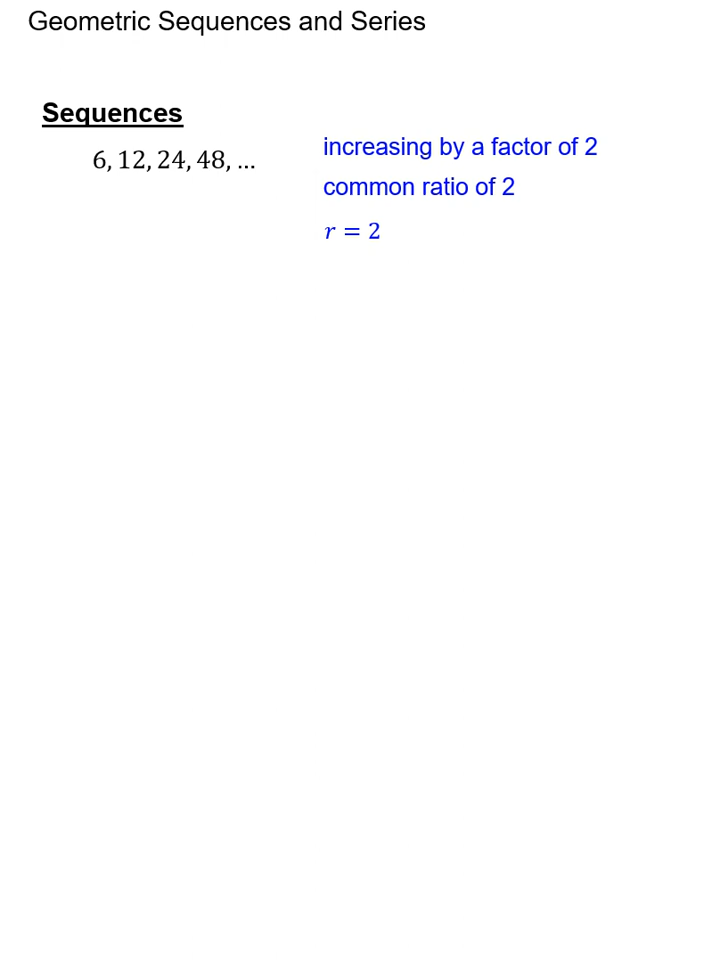 Geometric Sequences and Series
Sequences
6, 12, 24, 48, ...
increasing by a factor of 2
common ratio of 2
r = 2